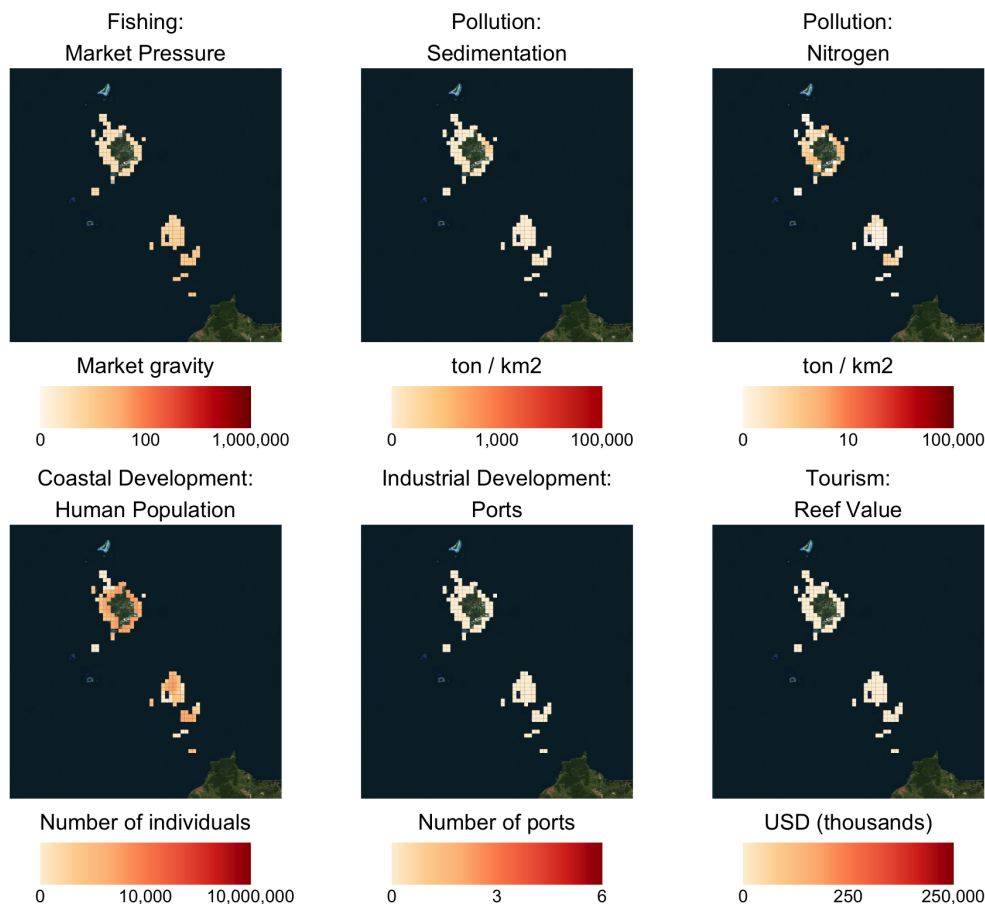 Fishing:
Market Pressure
Pollution:
Sedimentation
Pollution:
Nitrogen
Market gravity
0 100 1,000,000
ton / km2
0 1,000 100,000
ton / km2
0 10 100,000
Coastal Development:
Human Population
Industrial Development:
Ports
Tourism:
Reef Value
Number of individuals
0 10,000 10,000,000
Number of ports
0 3 6
USD (thousands)
0 250 250,000